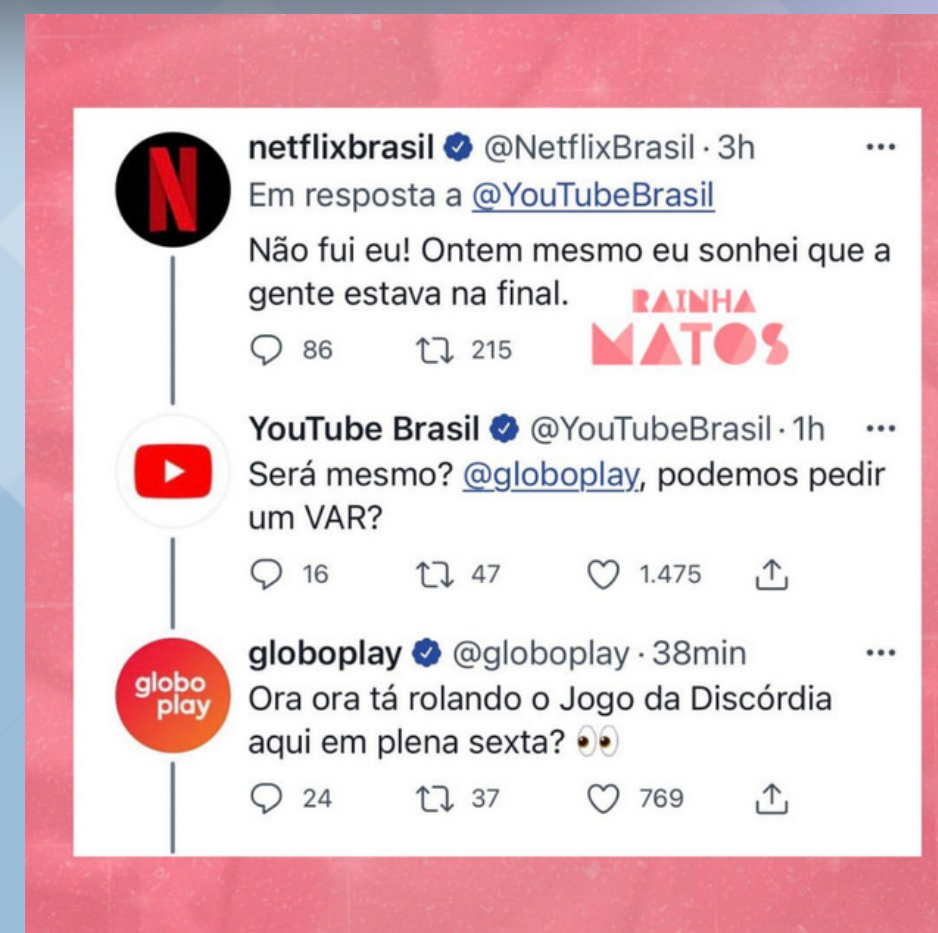 netflixbrasil @NetflixBrasil · 3h
Em resposta a @YouTubeBrasil
Não fui eu! Ontem mesmo eu sonhei que a
gente estava na final.
RAINHA
MATOS
86 215
YouTube Brasil @YouTubeBrasil · 1h
Será mesmo? @globoplay, podemos pedir
um VAR?
16 47 1.475
globo
play
globoplay @globoplay · 38min
Ora ora tá rolando o Jogo da Discórdia
aqui em plena sexta? 👀
24 37 769